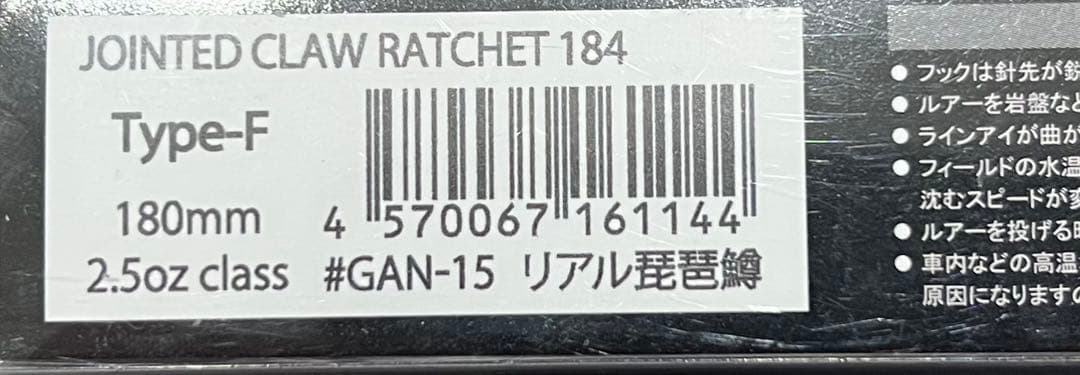 JOINTED CLAW RATCHET 184
Type-F
180mm
4 570067 161144
2.5oz class #GAN-15 リアル琵琶鱒
● フックは針先が鋭
● ルアーを岩盤など
● ラインアイが曲が
● フィールドの水温
沈むスピードが変
● ルアーを投げる時
● 車内などの高温
原因になりますの